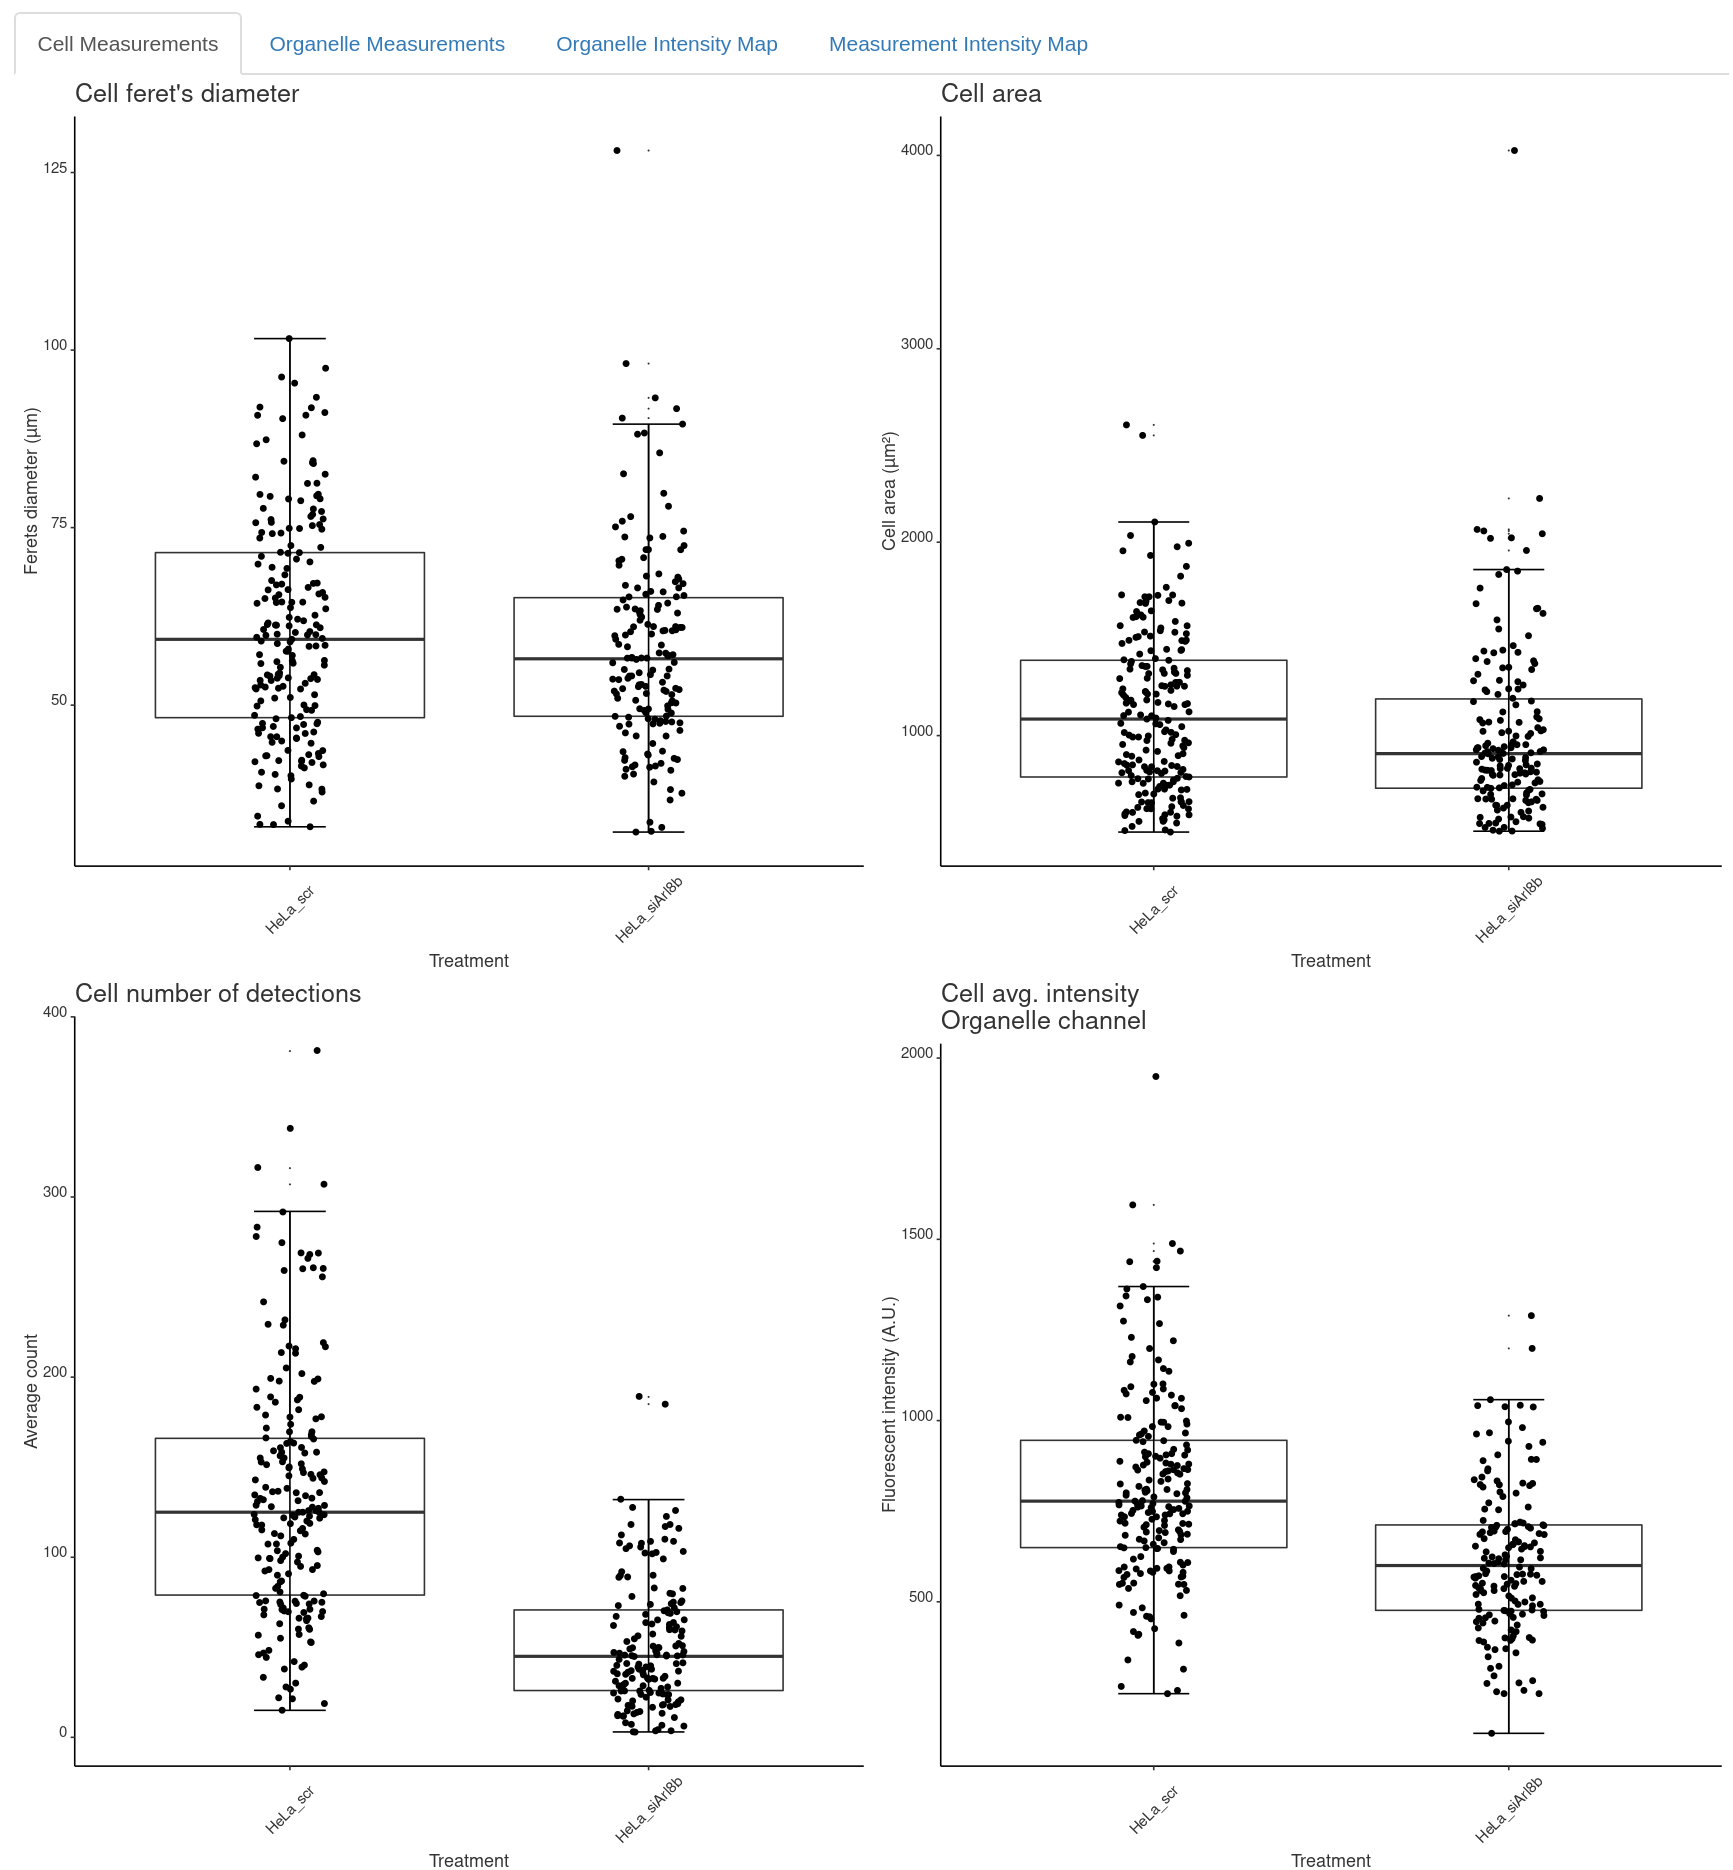 Cell Measurements Organelle Measurements Organelle Intensity Map Measurement Intensity Map
Cell feret's diameter
Ferets diameter (µm)
125
100
75
50
HeLa_scr
HeLa_siArl8b
Treatment
Cell area
Cell area (µm²)
4000
3000
2000
1000
HeLa_scr
HeLa_siArl8b
Treatment
Cell number of detections
Average count
400
300
200
100
0
HeLa_scr
HeLa_siArl8b
Treatment
Cell avg. intensity
Organelle channel
Fluorescent intensity (A.U.)
2000
1500
1000
500
HeLa_scr
HeLa_siArl8b
Treatment